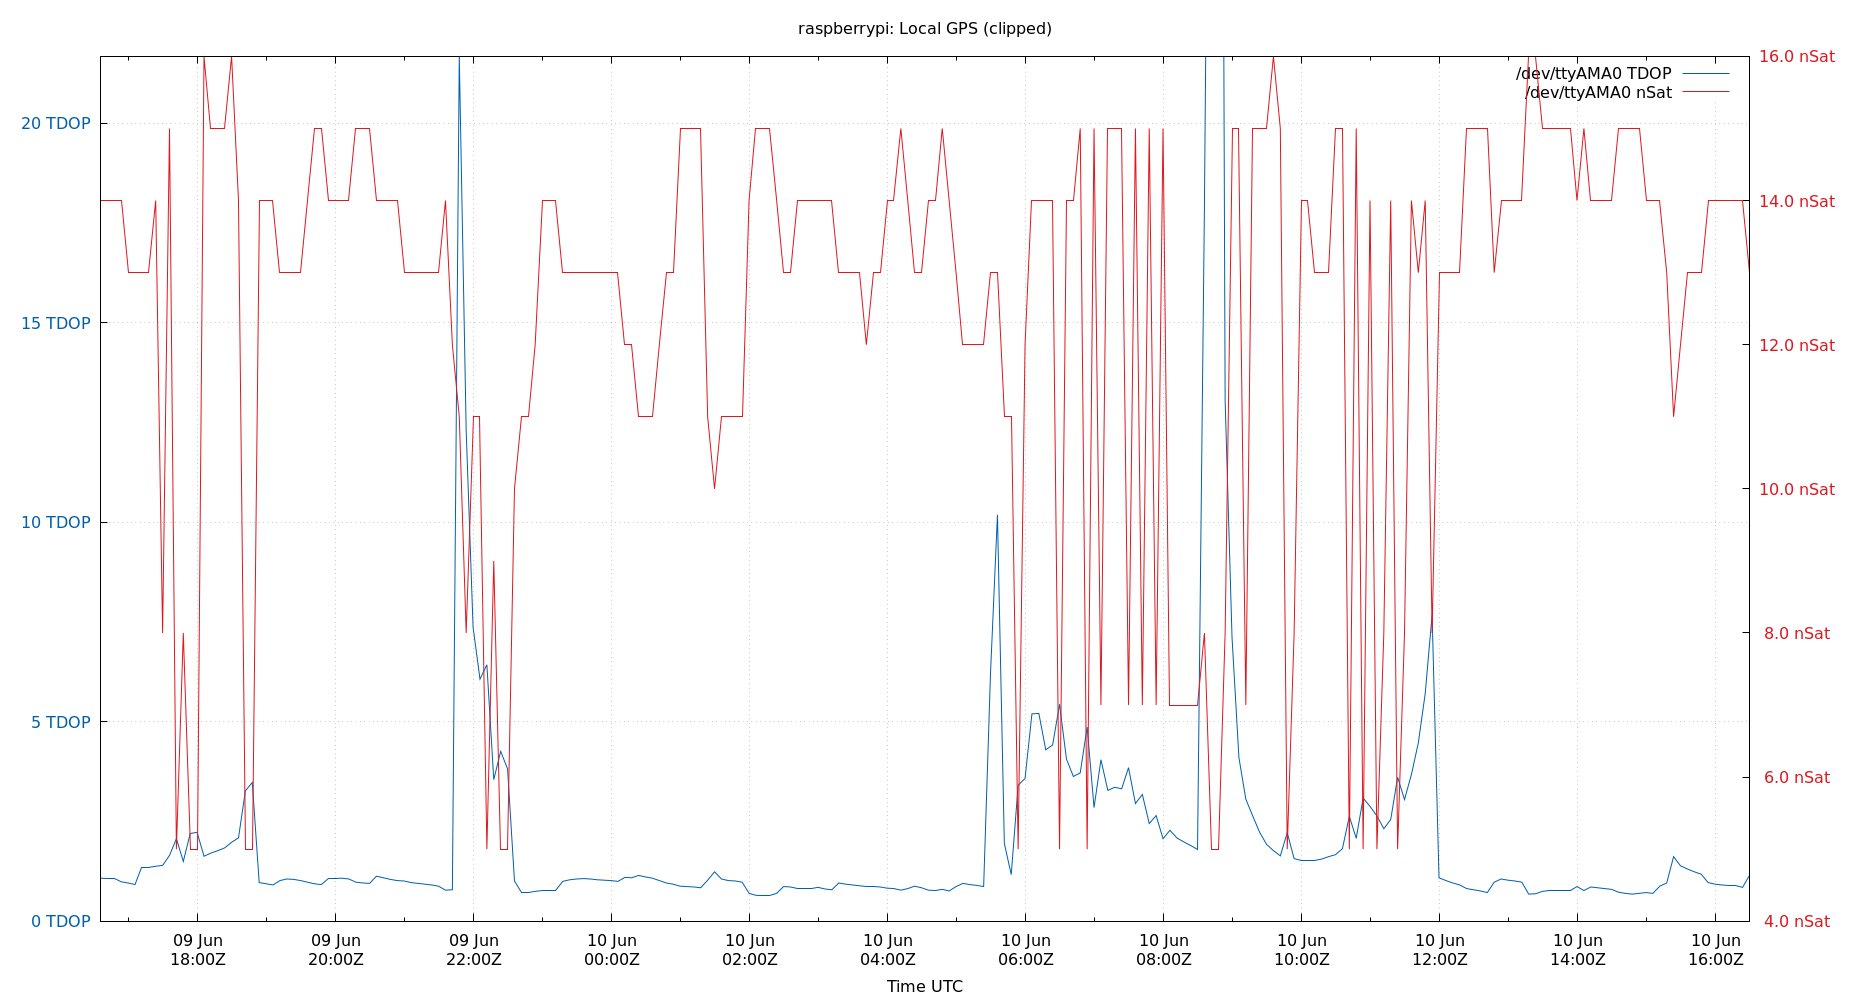 raspberrypi: Local GPS (clipped)
/dev/ttyAMA0 TDOP
/dev/ttyAMA0 nSat
20 TDOP
15 TDOP
10 TDOP
5 TDOP
0 TDOP
16.0 nSat
14.0 nSat
12.0 nSat
10.0 nSat
8.0 nSat
6.0 nSat
4.0 nSat
09 Jun 09 Jun 09 Jun 10 Jun 10 Jun 10 Jun 10 Jun 10 Jun 10 Jun 10 Jun 10 Jun 10 Jun
18:00Z 20:00Z 22:00Z 00:00Z 02:00Z 04:00Z 06:00Z 08:00Z 10:00Z 12:00Z 14:00Z 16:00Z
Time UTC